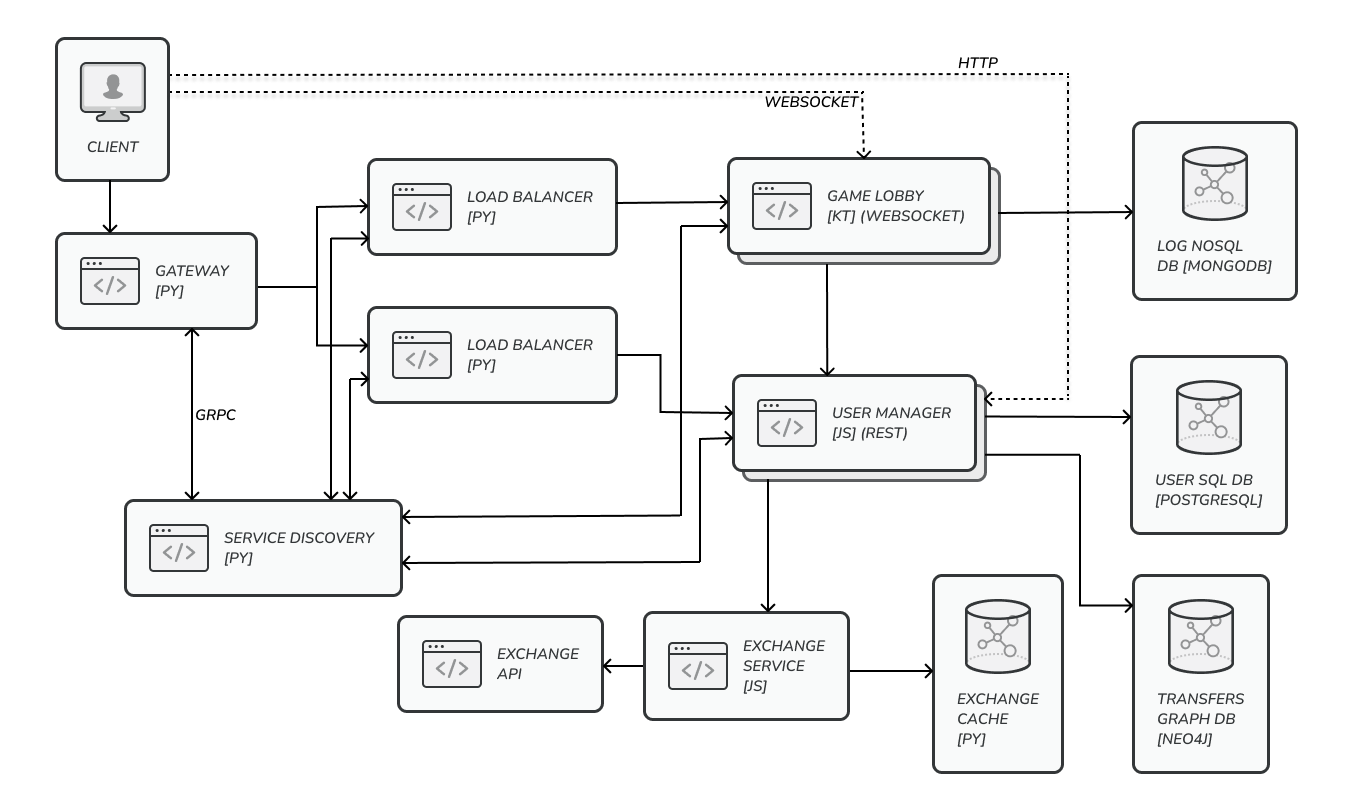 HTTP
WEBSOCKET
CLIENT
LOAD BALANCER
[PY]
GAME LOBBY
[KT] (WEBSOCKET)
LOG NOSQL
DB [MONGODB]
GATEWAY
[PY]
LOAD BALANCER
[PY]
GRPC
USER MANAGER
[JS] (REST)
USER SQL DB
[POSTGRESQL]
SERVICE DISCOVERY
[PY]
EXCHANGE
API
EXCHANGE
SERVICE
[JS]
EXCHANGE
CACHE
[PY]
TRANSFERS
GRAPH DB
[NEO4J]